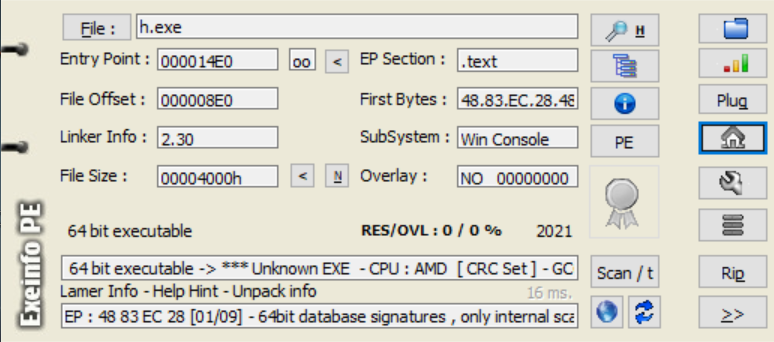 File : h.exe H
Entry Point : 000014E0 oo < EP Section : .text
File Offset : 000008E0 First Bytes : 48.83.EC.28.48 Plug
Linker Info : 2.30 SubSystem : Win Console PE
File Size : 00004000h < N Overlay : NO 00000000
64 bit executable RES/OVL : 0 / 0 % 2021
64 bit executable -> *** Unknown EXE - CPU : AMD [ CRC Set ] - GC Scan / t Rip
Lamer Info - Help Hint - Unpack info 16 ms.
EP : 48 83 EC 28 [01/09] - 64bit database signatures , only internal sca >>
Exeinfo PE